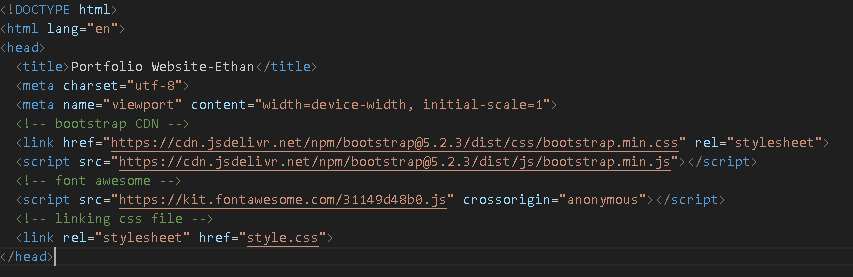 <!DOCTYPE html>
<html lang="en">
<head>
  <title>Portfolio Website-Ethan</title>
  <meta charset="utf-8">
  <meta name="viewport" content="width=device-width, initial-scale=1">
  <!-- bootstrap CDN -->
  <link href="https://cdn.jsdelivr.net/npm/bootstrap@5.2.3/dist/css/bootstrap.min.css" rel="stylesheet">
  <script src="https://cdn.jsdelivr.net/npm/bootstrap@5.2.3/dist/js/bootstrap.min.js"></script>
  <!-- font awesome -->
  <script src="https://kit.fontawesome.com/31149d48b0.js" crossorigin="anonymous"></script>
  <!-- linking css file -->
  <link rel="stylesheet" href="style.css">
</head>